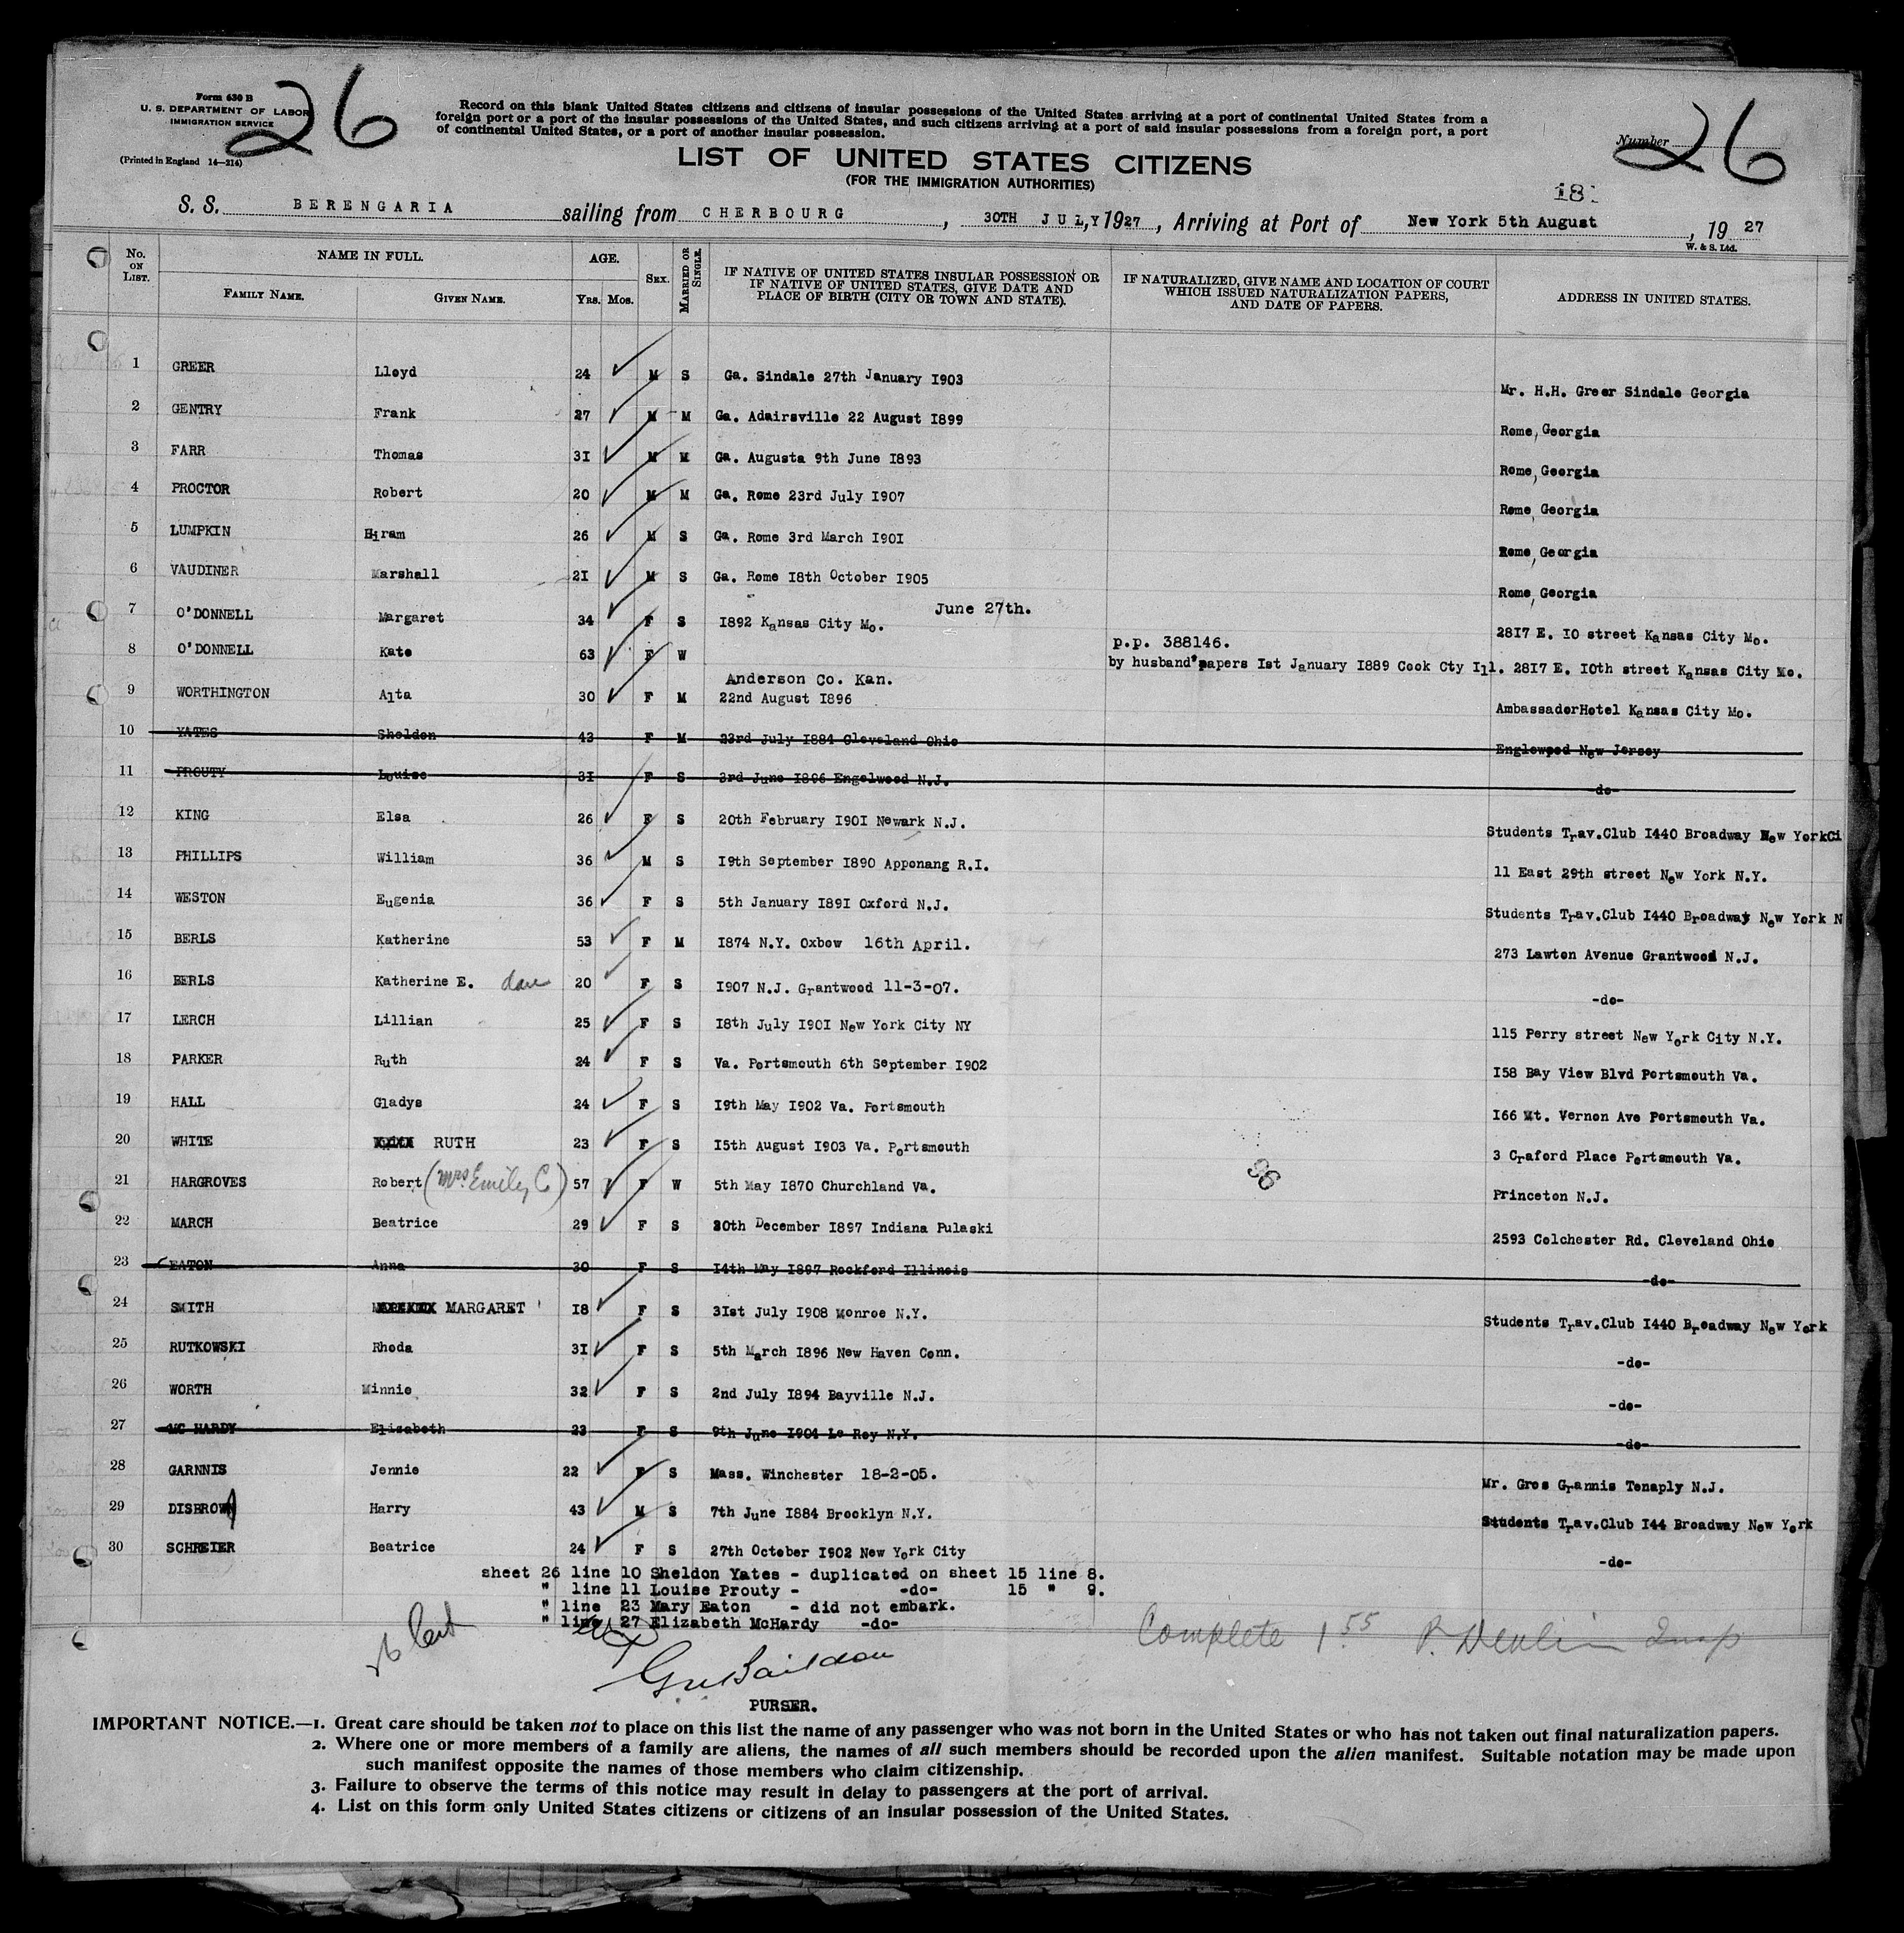 Form 630 B
U. S. DEPARTMENT OF LABOR
IMMIGRATION SERVICE
(Printed in England 14—214)
26
Record on this blank United States citizens and citizens of insular possessions of the United States arriving at a port of continental United States from a
foreign port or a port of the insular possessions of the United States, and such citizens arriving at a port of said insular possessions from a foreign port, a port
of continental United States, or a port of another insular possession.
Number
26
LIST OF UNITED STATES CITIZENS
(FOR THE IMMIGRATION AUTHORITIES)
18
S. S. BERENGARIA sailing from CHERBOURG, 30TH JULY, 1927, Arriving at Port of New York 5th August, 19 27
W. & S. Ltd.
No. ON LIST. NAME IN FULL. FAMILY NAME. GIVEN NAME. AGE. Yrs. Mos. SEX. MARRIED OR SINGLE. IF NATIVE OF UNITED STATES INSULAR POSSESSION OR IF NATIVE OF UNITED STATES, GIVE DATE AND PLACE OF BIRTH (CITY OR TOWN AND STATE). IF NATURALIZED, GIVE NAME AND LOCATION OF COURT WHICH ISSUED NATURALIZATION PAPERS, AND DATE OF PAPERS. ADDRESS IN UNITED STATES.
1 GREER Lloyd 24 M S Ga. Sindale 27th January 1903 Mr. H.H. Greer Sindale Georgia
2 GENTRY Frank 27 M M Ga. Adairsville 22 August 1899 Rome, Georgia
3 FARR Thomas 31 M M Ga. Augusta 9th June 1893 Rome, Georgia
4 PROCTOR Robert 20 M M Ga. Rome 23rd July 1907 Rome, Georgia
5 LUMPKIN Hiram 26 M S Ga. Rome 3rd March 1901 Rome, Georgia
6 VAUDINER Marshall 21 M S Ga. Rome 18th October 1905 Rome, Georgia
7 O'DONNELL Margaret 34 F S 1892 Kansas City Mo. June 27th. 2817 E. 10 street Kansas City Mo.
8 O'DONNELL Kate 63 F W p.p. 388146. by husband's papers 1st January 1889 Cook Cty Ill. 2817 E. 10th street Kansas City Mo.
9 WORTHINGTON Alta 30 F M Anderson Co. Kan. 22nd August 1896 AmbassadorHotel Kansas City Mo.
10 YATES Sheldon 43 F M 23rd July 1884 Cleveland Ohio Englewood New Jersey
11 PROUTY Louise 31 F S 3rd June 1896 Engelwood N.J. -do-
12 KING Elsa 26 F S 20th February 1901 Newark N.J. Students Trav.Club 1440 Broadway New YorkCi
13 PHILLIPS William 36 M S 19th September 1890 Apponang R.I. 11 East 29th street New York N.Y.
14 WESTON Eugenia 36 F S 5th January 1891 Oxford N.J. Students Trav.Club 1440 Broadway New York N
15 BERLS Katherine 53 F M 1874 N.Y. Oxbow 16th April. 273 Lawton Avenue Grantwood N.J.
16 BERLS Katherine E. dau 20 F S 1907 N.J. Grantwood 11-3-07. -do-
17 LERCH Lillian 25 F S 18th July 1901 New York City NY 115 Perry street New York City N.Y.
18 PARKER Ruth 24 F S Va. Portsmouth 6th September 1902 158 Bay View Blvd Portsmouth Va.
19 HALL Gladys 24 F S 19th May 1902 Va. Portsmouth 166 Mt. Vernon Ave Portsmouth Va.
20 WHITE RUTH 23 F S 15th August 1903 Va. Portsmouth 3 Craford Place Portsmouth Va.
21 HARGROVES Robert (Mrs Emily C) 57 F W 5th May 1870 Churchland Va. 96 Princeton N.J.
22 MARCH Beatrice 29 F S 30th December 1897 Indiana Pulaski 2593 Colchester Rd. Cleveland Ohio
23 EATON Anna 30 F S 14th May 1897 Rockford Illinois -do-
24 SMITH MARGARET 18 F S 31st July 1908 Monroe N.Y. Students Trav.Club 1440 Broadway New York
25 RUTKOWSKI Rhoda 31 F S 5th March 1896 New Haven Conn. -do-
26 WORTH Minnie 32 F S 2nd July 1894 Bayville N.J. -do-
27 MC HARDY Elizabeth 23 F S 9th June 1904 Le Roy N.Y. -do-
28 GARNNIS Jennie 22 F S Mass. Winchester 18-2-05. Mr. Gros Grannis Tenaply N.J.
29 DISBROWN Harry 43 M S 7th June 1884 Brooklyn N.Y. Students Trav.Club 144 Broadway New York
30 SCHREIER Beatrice 24 F S 27th October 1902 New York City -do-
sheet 26 line 10 Sheldon Yates - duplicated on sheet 15 line 8.
" line 11 Louise Prouty - -do- 15 " 9.
" line 23 Mary Eaton - did not embark.
" line 27 Elizabeth McHardy -do-
Complete 1 55 P. Devlin Insp
PURSER.
IMPORTANT NOTICE.—1. Great care should be taken not to place on this list the name of any passenger who was not born in the United States or who has not taken out final naturalization papers.
2. Where one or more members of a family are aliens, the names of all such members should be recorded upon the alien manifest. Suitable notation may be made upon
such manifest opposite the names of those members who claim citizenship.
3. Failure to observe the terms of this notice may result in delay to passengers at the port of arrival.
4. List on this form only United States citizens or citizens of an insular possession of the United States.